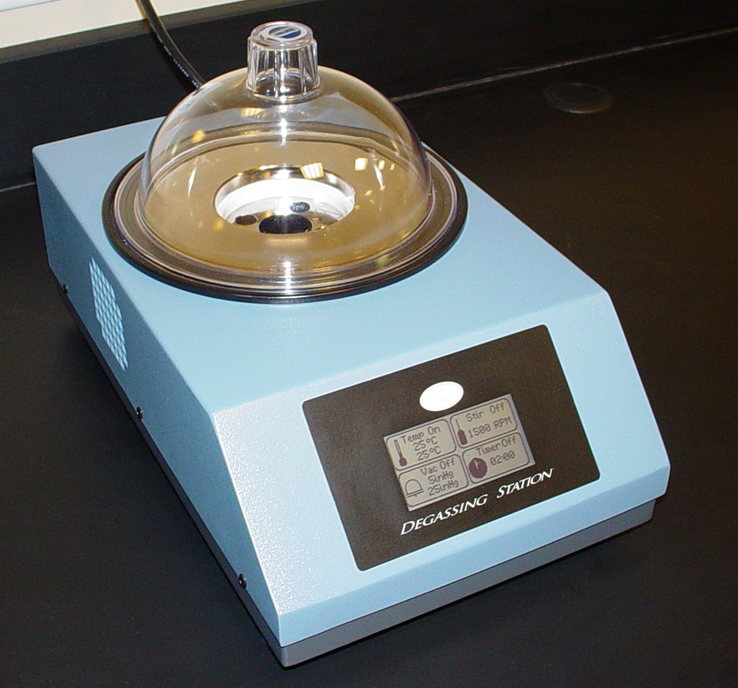 Temp On
25°C
25°C
Stir Off
1500 RPM
Vac Off
5inHg
25inHg
Timer Off
02:00
DEGASSING STATION